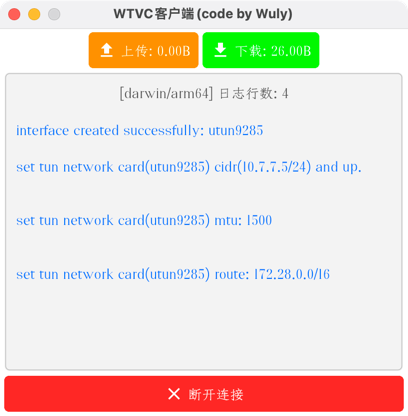 WTVC客户端 (code by Wuly)
上传: 0.00B 下载: 26.00B
[darwin/arm64] 日志行数: 4
interface created successfully: utun9285
set tun network card(utun9285) cidr(10.7.7.5/24) and up.
set tun network card(utun9285) mtu: 1500
set tun network card(utun9285) route: 172.28.0.0/16
断开连接